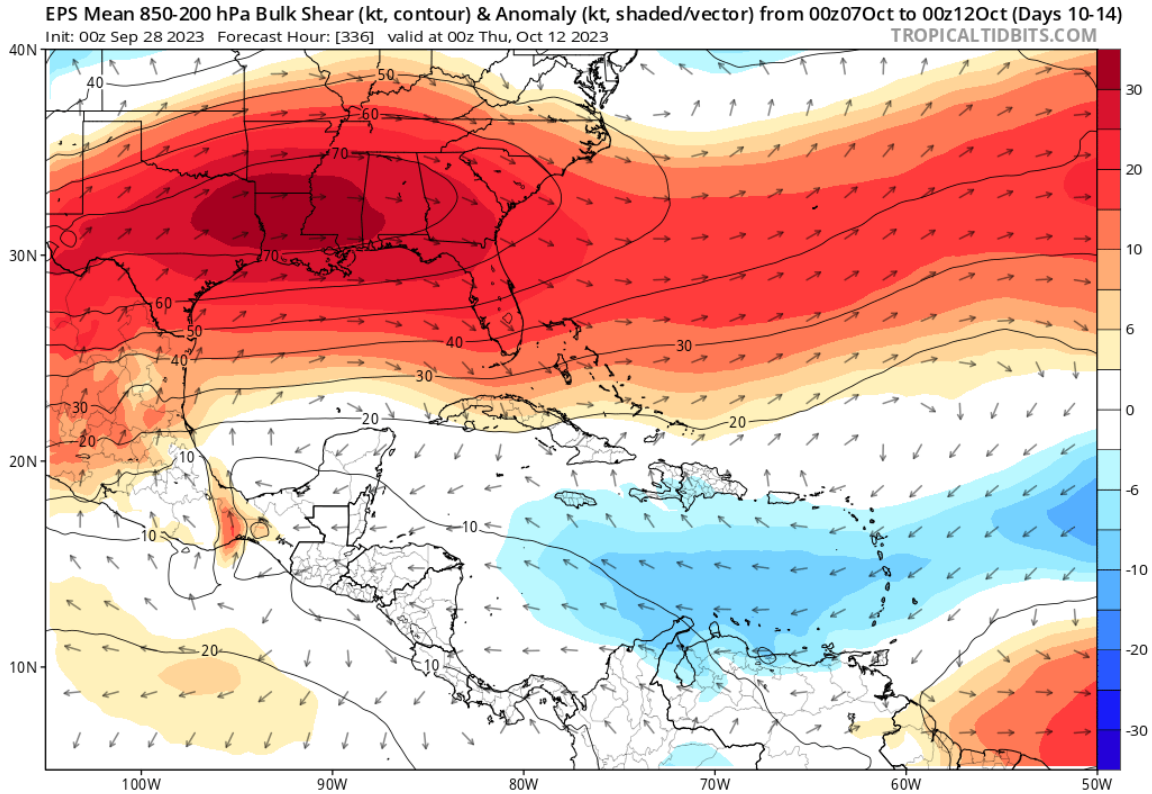 EPS Mean 850-200 hPa Bulk Shear (kt, contour) & Anomaly (kt, shaded/vector) from 00z07Oct to 00z12Oct (Days 10-14)
Init: 00z Sep 28 2023 Forecast Hour: [336] valid at 00z Thu, Oct 12 2023 TROPICALTIDBITS.COM
40N
50
40
30
60
70
20
30N
70
10
60
50
40
30
6
40
30
30
20
20
0
20
10
20N
-6
10
10
-10
20
10
10N
-20
-30
100W
90W
80W
70W
60W
50W